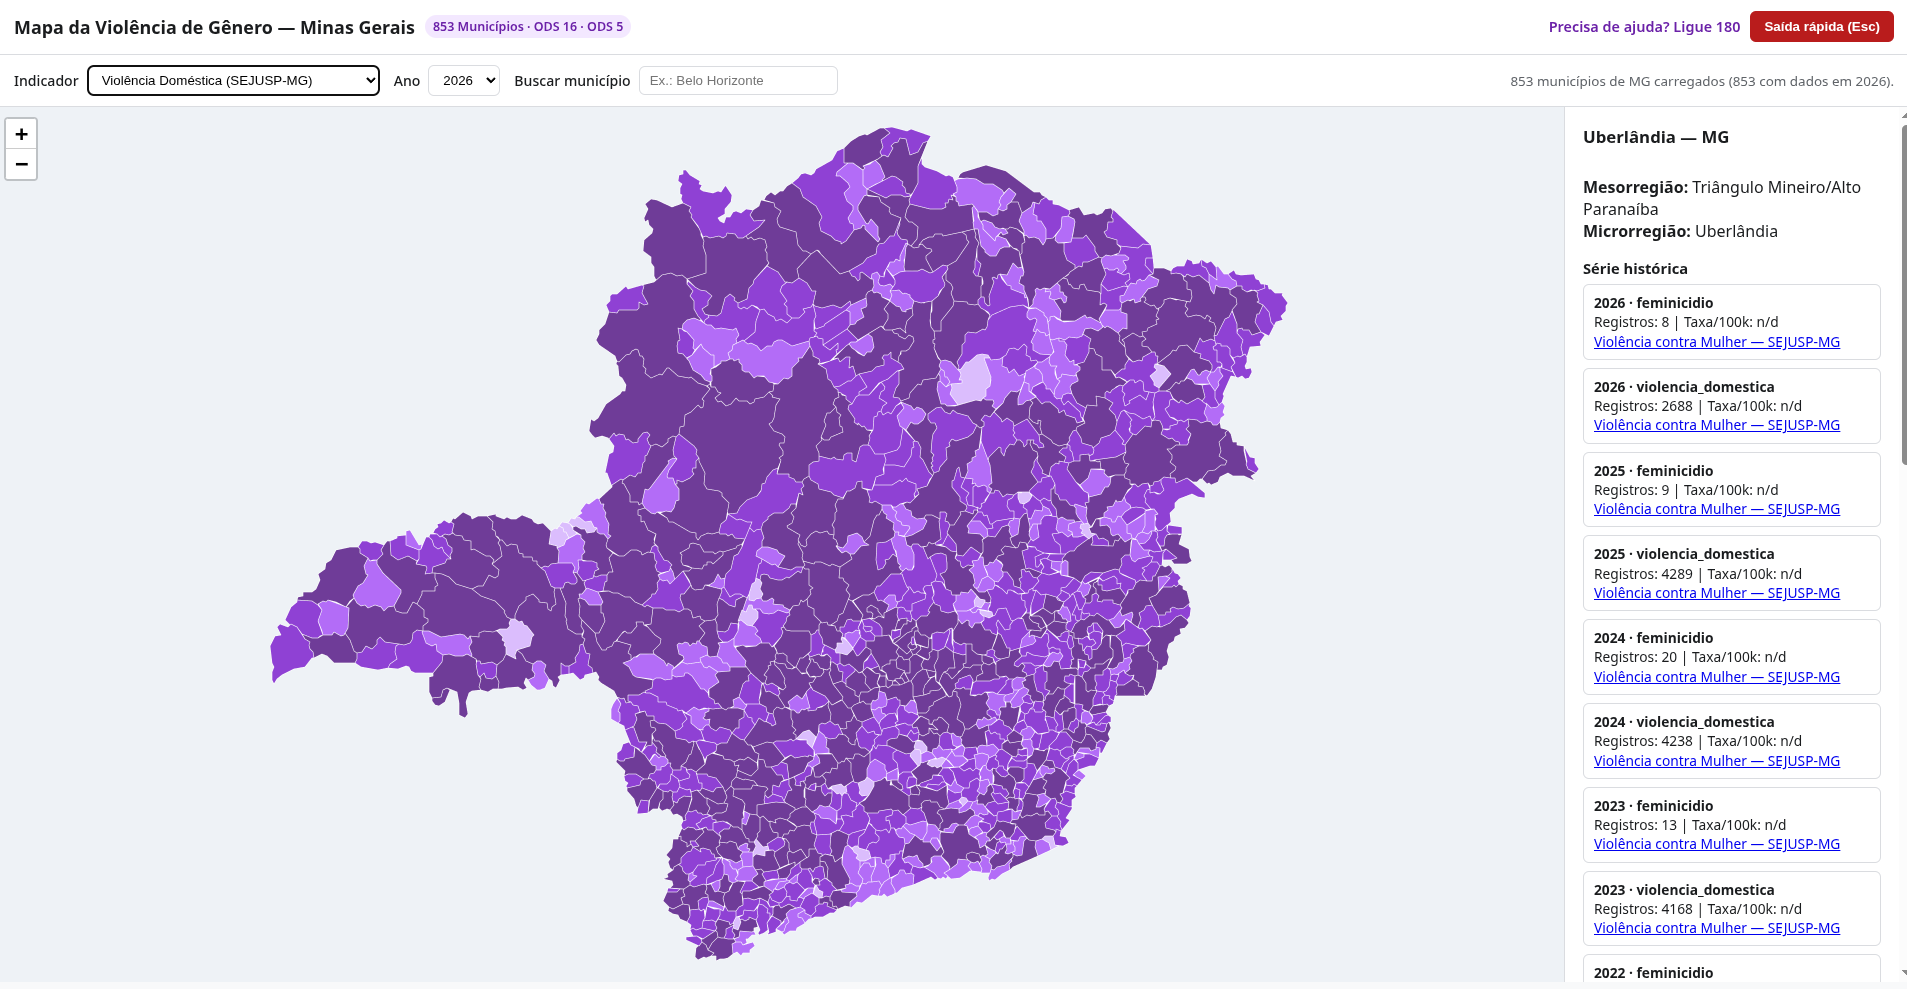 Mapa da Violência de Gênero — Minas Gerais
853 Municípios · ODS 16 · ODS 5
Precisa de ajuda? Ligue 180
Saída rápida (Esc)
Indicador
Violência Doméstica (SEJUSP-MG)
Ano
2026
Buscar município
Ex.: Belo Horizonte
853 municípios de MG carregados (853 com dados em 2026).
+
−
Uberlândia — MG
Mesorregião: Triângulo Mineiro/Alto
Paranaíba
Microrregião: Uberlândia
Série histórica
2026 · feminicidio
Registros: 8 | Taxa/100k: n/d
Violência contra Mulher — SEJUSP-MG
2026 · violencia_domestica
Registros: 2688 | Taxa/100k: n/d
Violência contra Mulher — SEJUSP-MG
2025 · feminicidio
Registros: 9 | Taxa/100k: n/d
Violência contra Mulher — SEJUSP-MG
2025 · violencia_domestica
Registros: 4289 | Taxa/100k: n/d
Violência contra Mulher — SEJUSP-MG
2024 · feminicidio
Registros: 20 | Taxa/100k: n/d
Violência contra Mulher — SEJUSP-MG
2024 · violencia_domestica
Registros: 4238 | Taxa/100k: n/d
Violência contra Mulher — SEJUSP-MG
2023 · feminicidio
Registros: 13 | Taxa/100k: n/d
Violência contra Mulher — SEJUSP-MG
2023 · violencia_domestica
Registros: 4168 | Taxa/100k: n/d
Violência contra Mulher — SEJUSP-MG
2022 · feminicidio